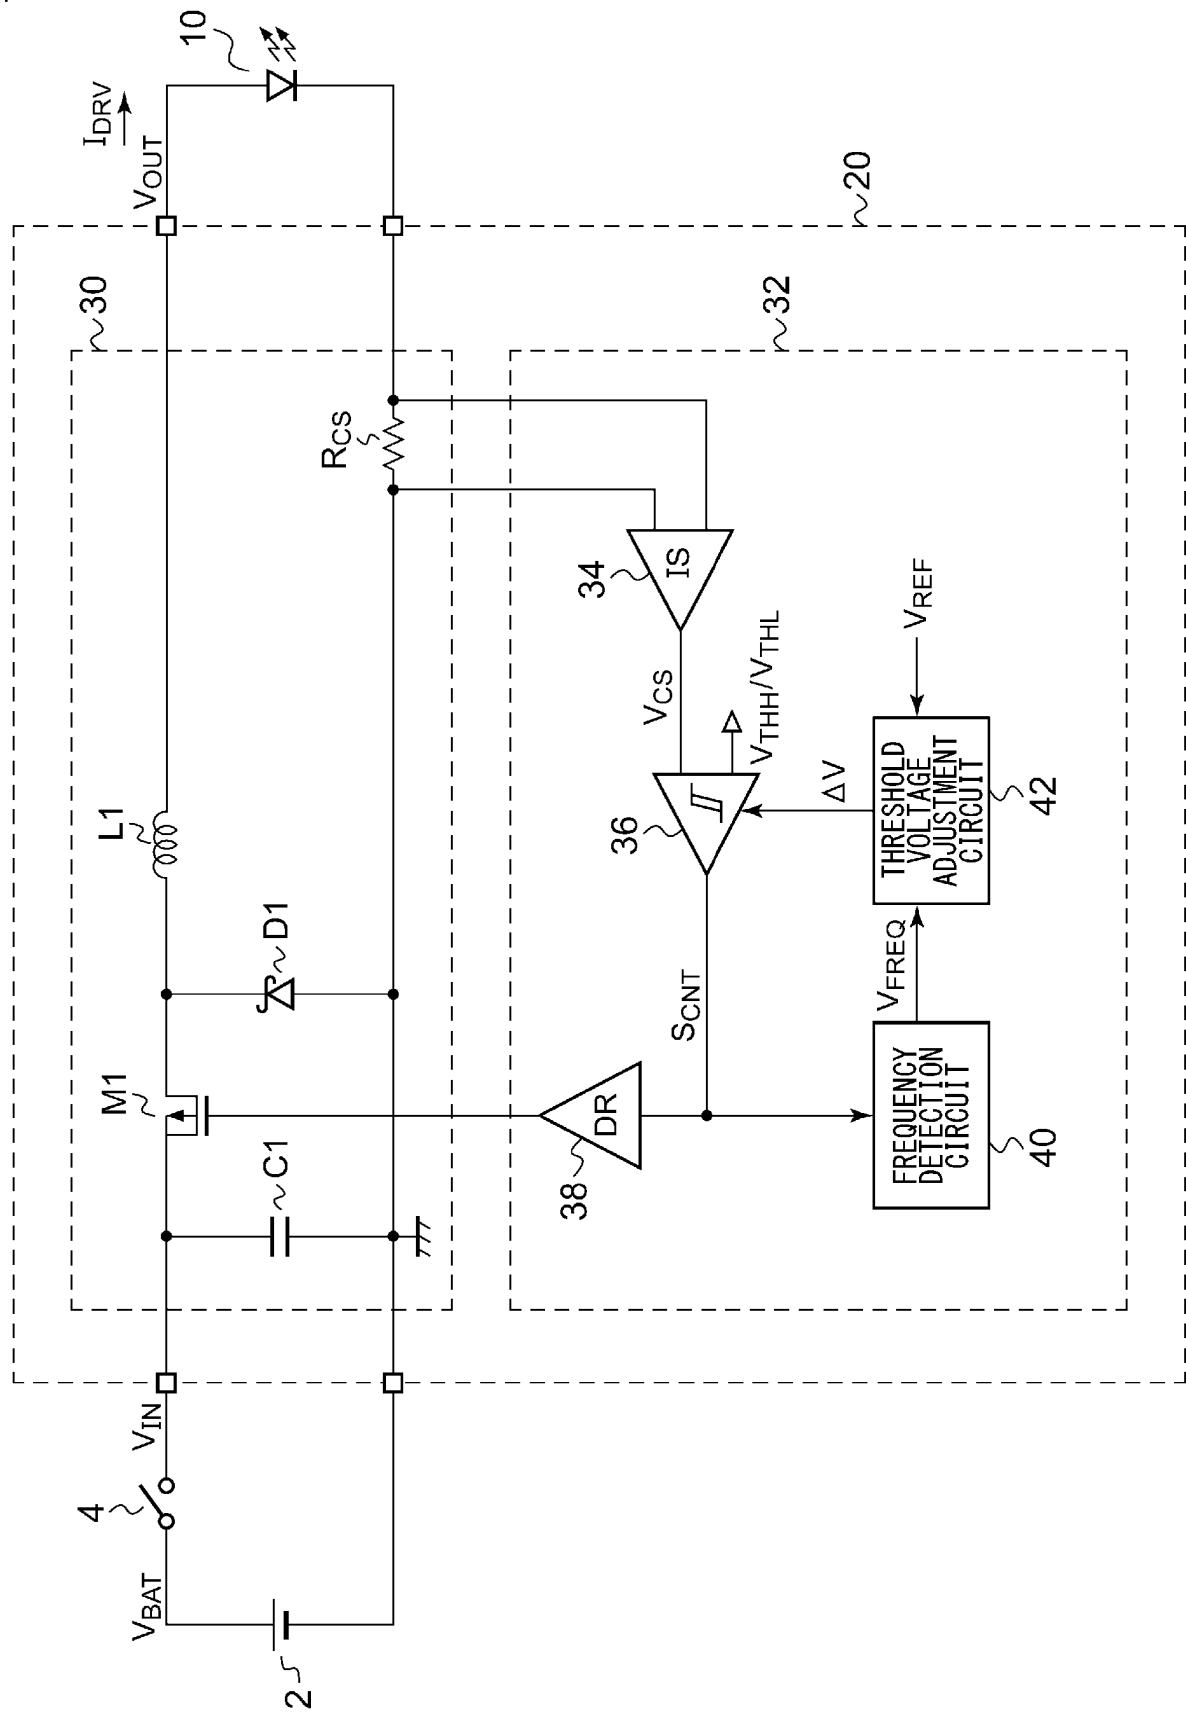 10
IDRV
VOUT
20
30
32
RCS
L1
D1
M1
C1
34
IS
VCS
VTHH/VTHL
VREF
36
ΔV
THRESHOLD
VOLTAGE
ADJUSTMENT
CIRCUIT
42
SCNT
VFREQ
38
DR
FREQUENCY
DETECTION
CIRCUIT
40
VIN
4
VBAT
2